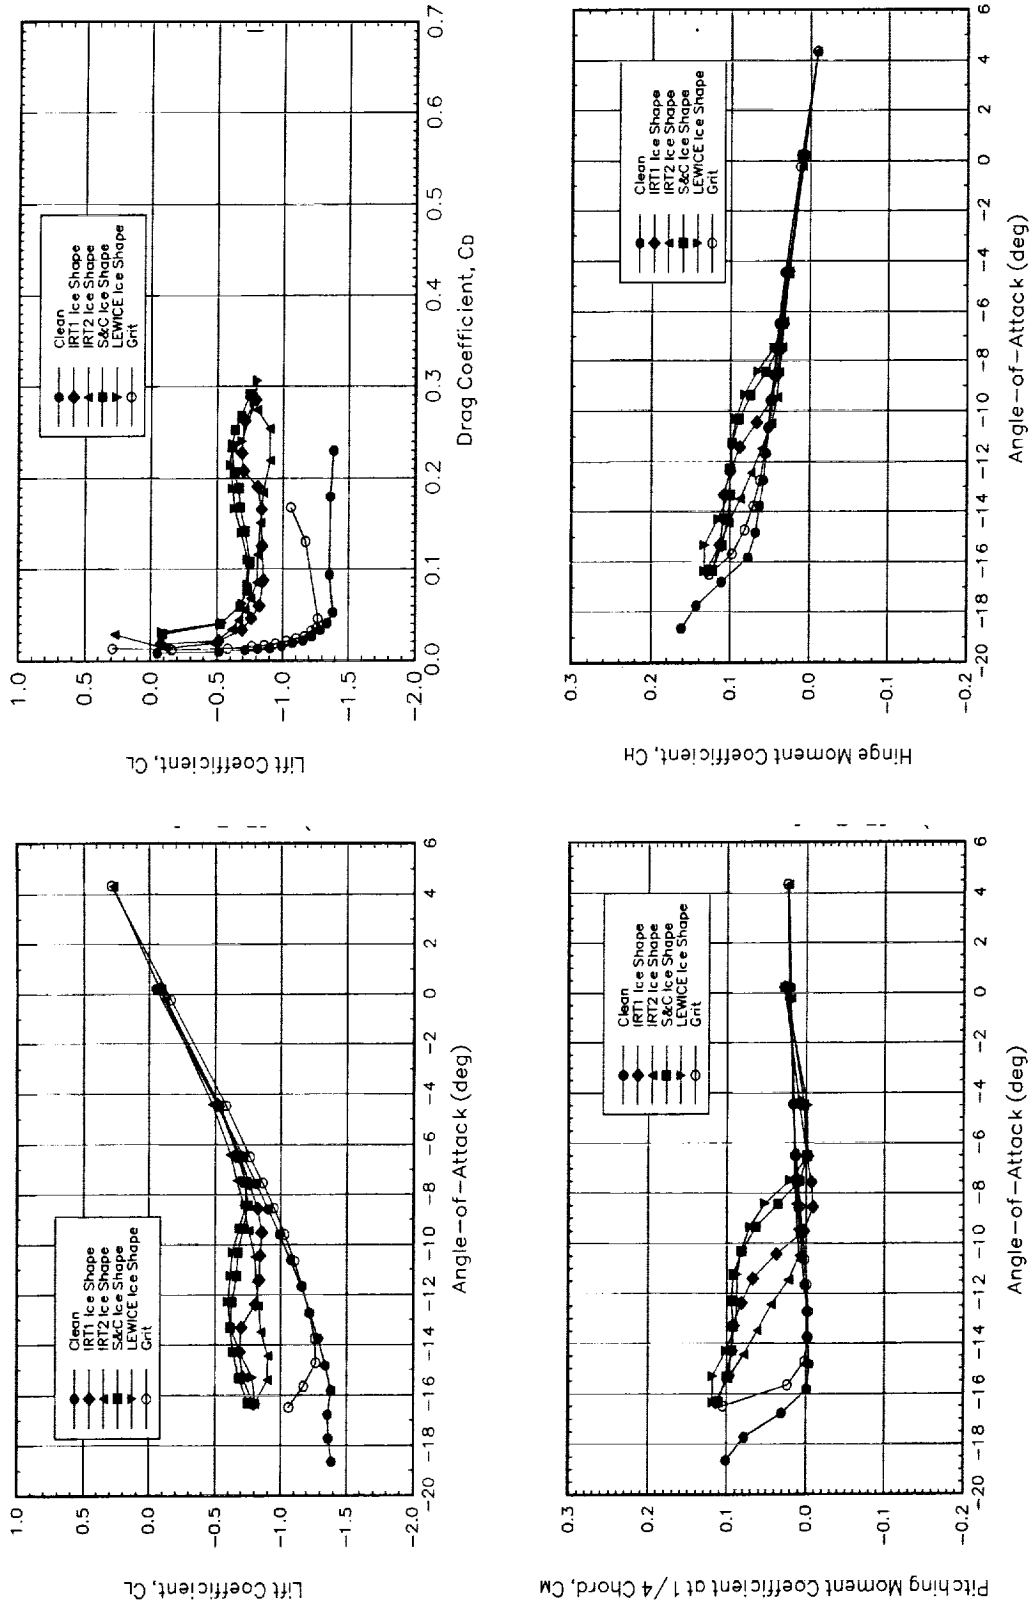 1.0
0.5
0.0
−0.5
−1.0
−1.5
−2.0
Lift Coefficient, CL
−20 −18 −16 −14 −12 −10 −8 −6 −4 −2 0 2 4 6
Angle−of−Attack (deg)
Clean
IRT1 Ice Shape
IRT2 Ice Shape
S&C Ice Shape
LEWICE Ice Shape
Grit
1.0
0.5
0.0
−0.5
−1.0
−1.5
−2.0
Lift Coefficient, CL
0.0 0.1 0.2 0.3 0.4 0.5 0.6 0.7
Drag Coefficient, CD
Clean
IRT1 Ice Shape
IRT2 Ice Shape
S&C Ice Shape
LEWICE Ice Shape
Grit
0.3
0.2
0.1
0.0
−0.1
−0.2
Pitching Moment Coefficient at 1/4 Chord, CM
−20 −18 −16 −14 −12 −10 −8 −6 −4 −2 0 2 4 6
Angle−of−Attack (deg)
Clean
IRT1 Ice Shape
IRT2 Ice Shape
S&C Ice Shape
LEWICE Ice Shape
Grit
0.3
0.2
0.1
0.0
−0.1
−0.2
Hinge Moment Coefficient, CH
−20 −18 −16 −14 −12 −10 −8 −6 −4 −2 0 2 4 6
Angle−of−Attack (deg)
Clean
IRT1 Ice Shape
IRT2 Ice Shape
S&C Ice Shape
LEWICE Ice Shape
Grit